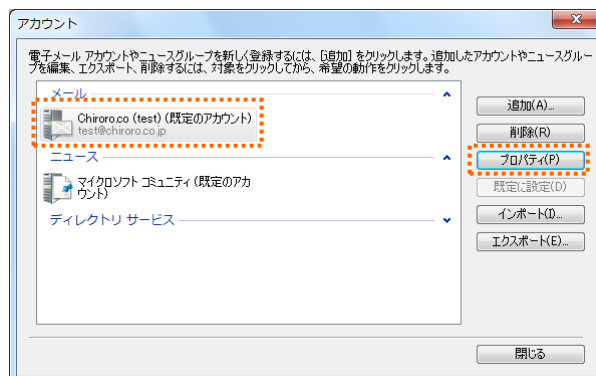 アカウント
電子メール アカウントやニュースグループを新しく登録するには、[追加] をクリックします。追加したアカウントやニュースグルー
プを編集、エクスポート、削除するには、対象をクリックしてから、希望の動作をクリックします。
メール
Chiroro.co (test) (既定のアカウント)
test@chiroro.co.jp
ニュース
マイクロソフト コミュニティ (既定のアカ
ウント)
ディレクトリ サービス
追加(A)...
削除(R)
プロパティ(P)
既定に設定(D)
インポート(I)...
エクスポート(E)...
閉じる